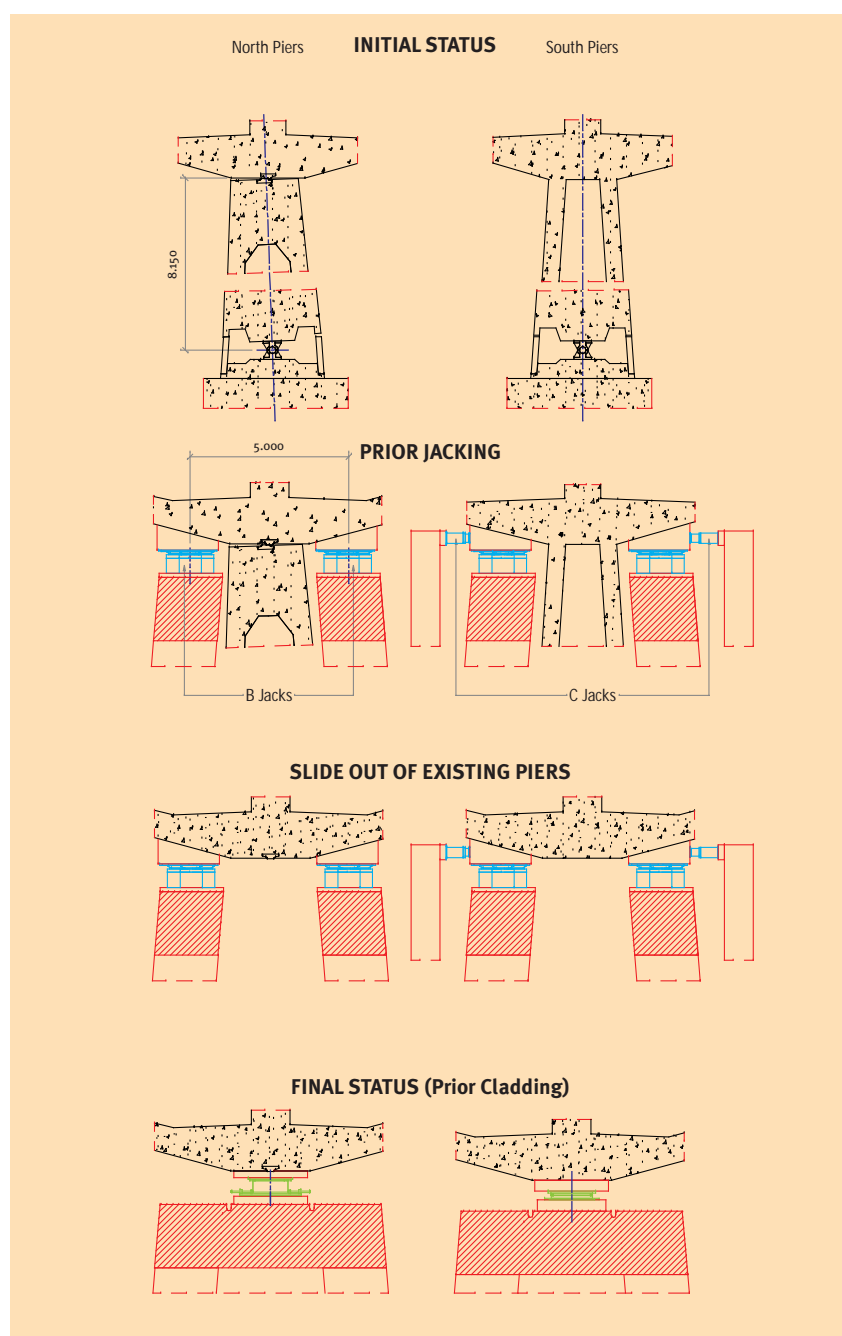 North Piers INITIAL STATUS South Piers
8.150
5.000
PRIOR JACKING
B Jacks
C Jacks
SLIDE OUT OF EXISTING PIERS
FINAL STATUS (Prior Cladding)